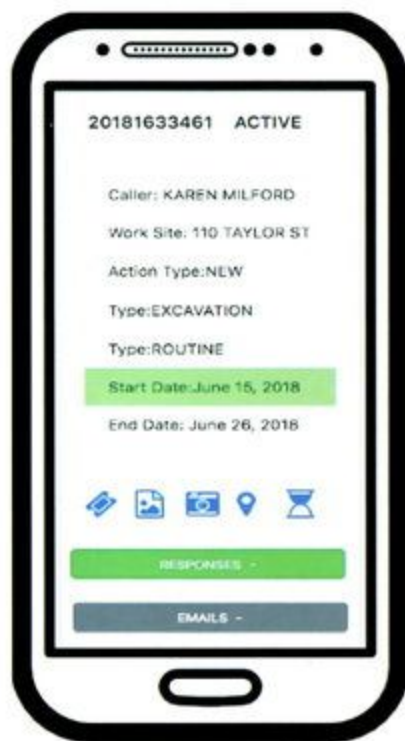 20181633461 ACTIVE
Caller: KAREN MILFORD
Work Site: 110 TAYLOR ST
Action Type:NEW
Type:EXCAVATION
Type:ROUTINE
Start Date:June 15, 2018
End Date: June 26, 2018
RESPONSES -
EMAILS -